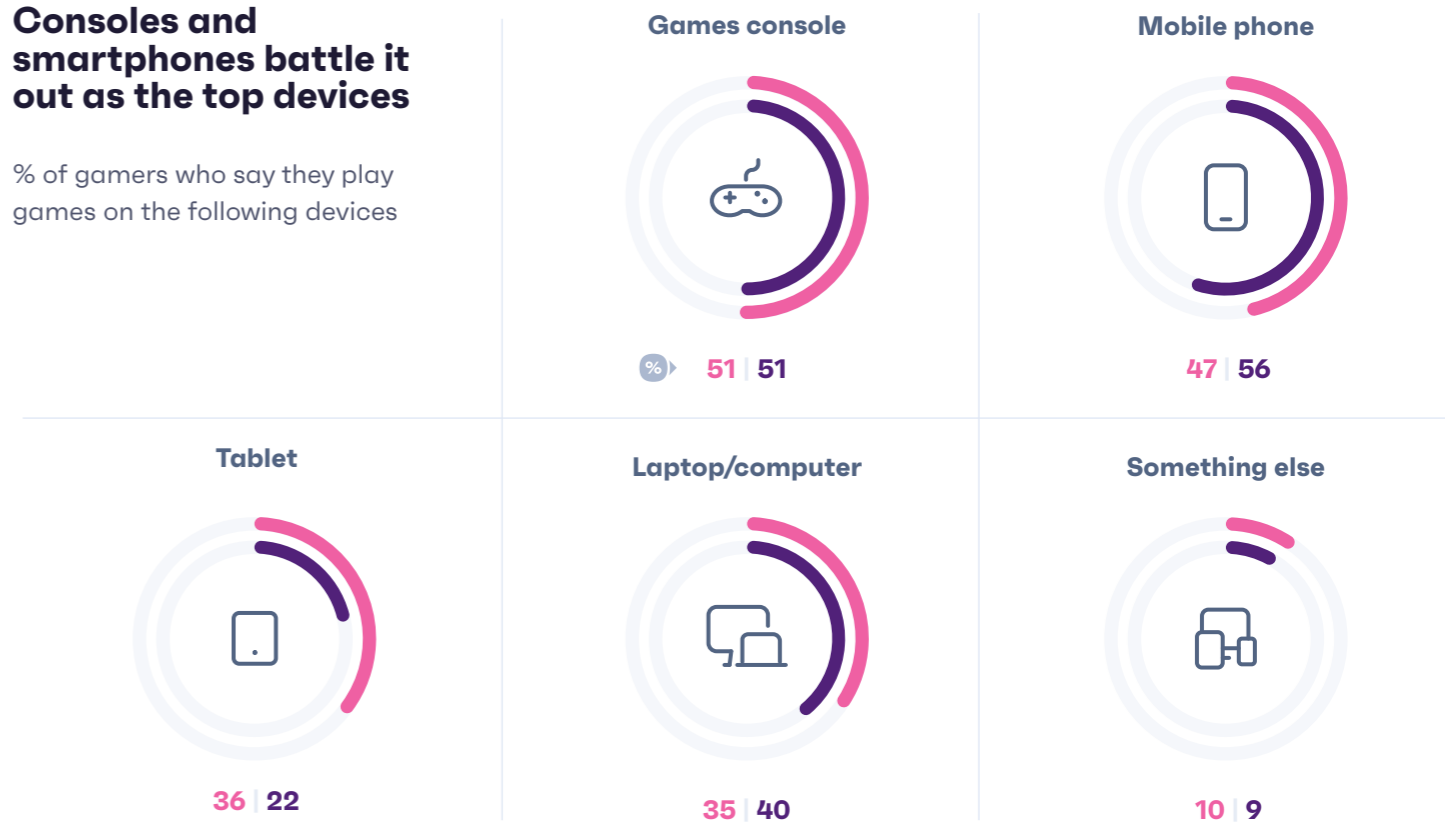 Consoles and
smartphones battle it
out as the top devices
% of gamers who say they play
games on the following devices
Games console
% 51 | 51
Mobile phone
47 | 56
Tablet
36 | 22
Laptop/computer
35 | 40
Something else
10 | 9